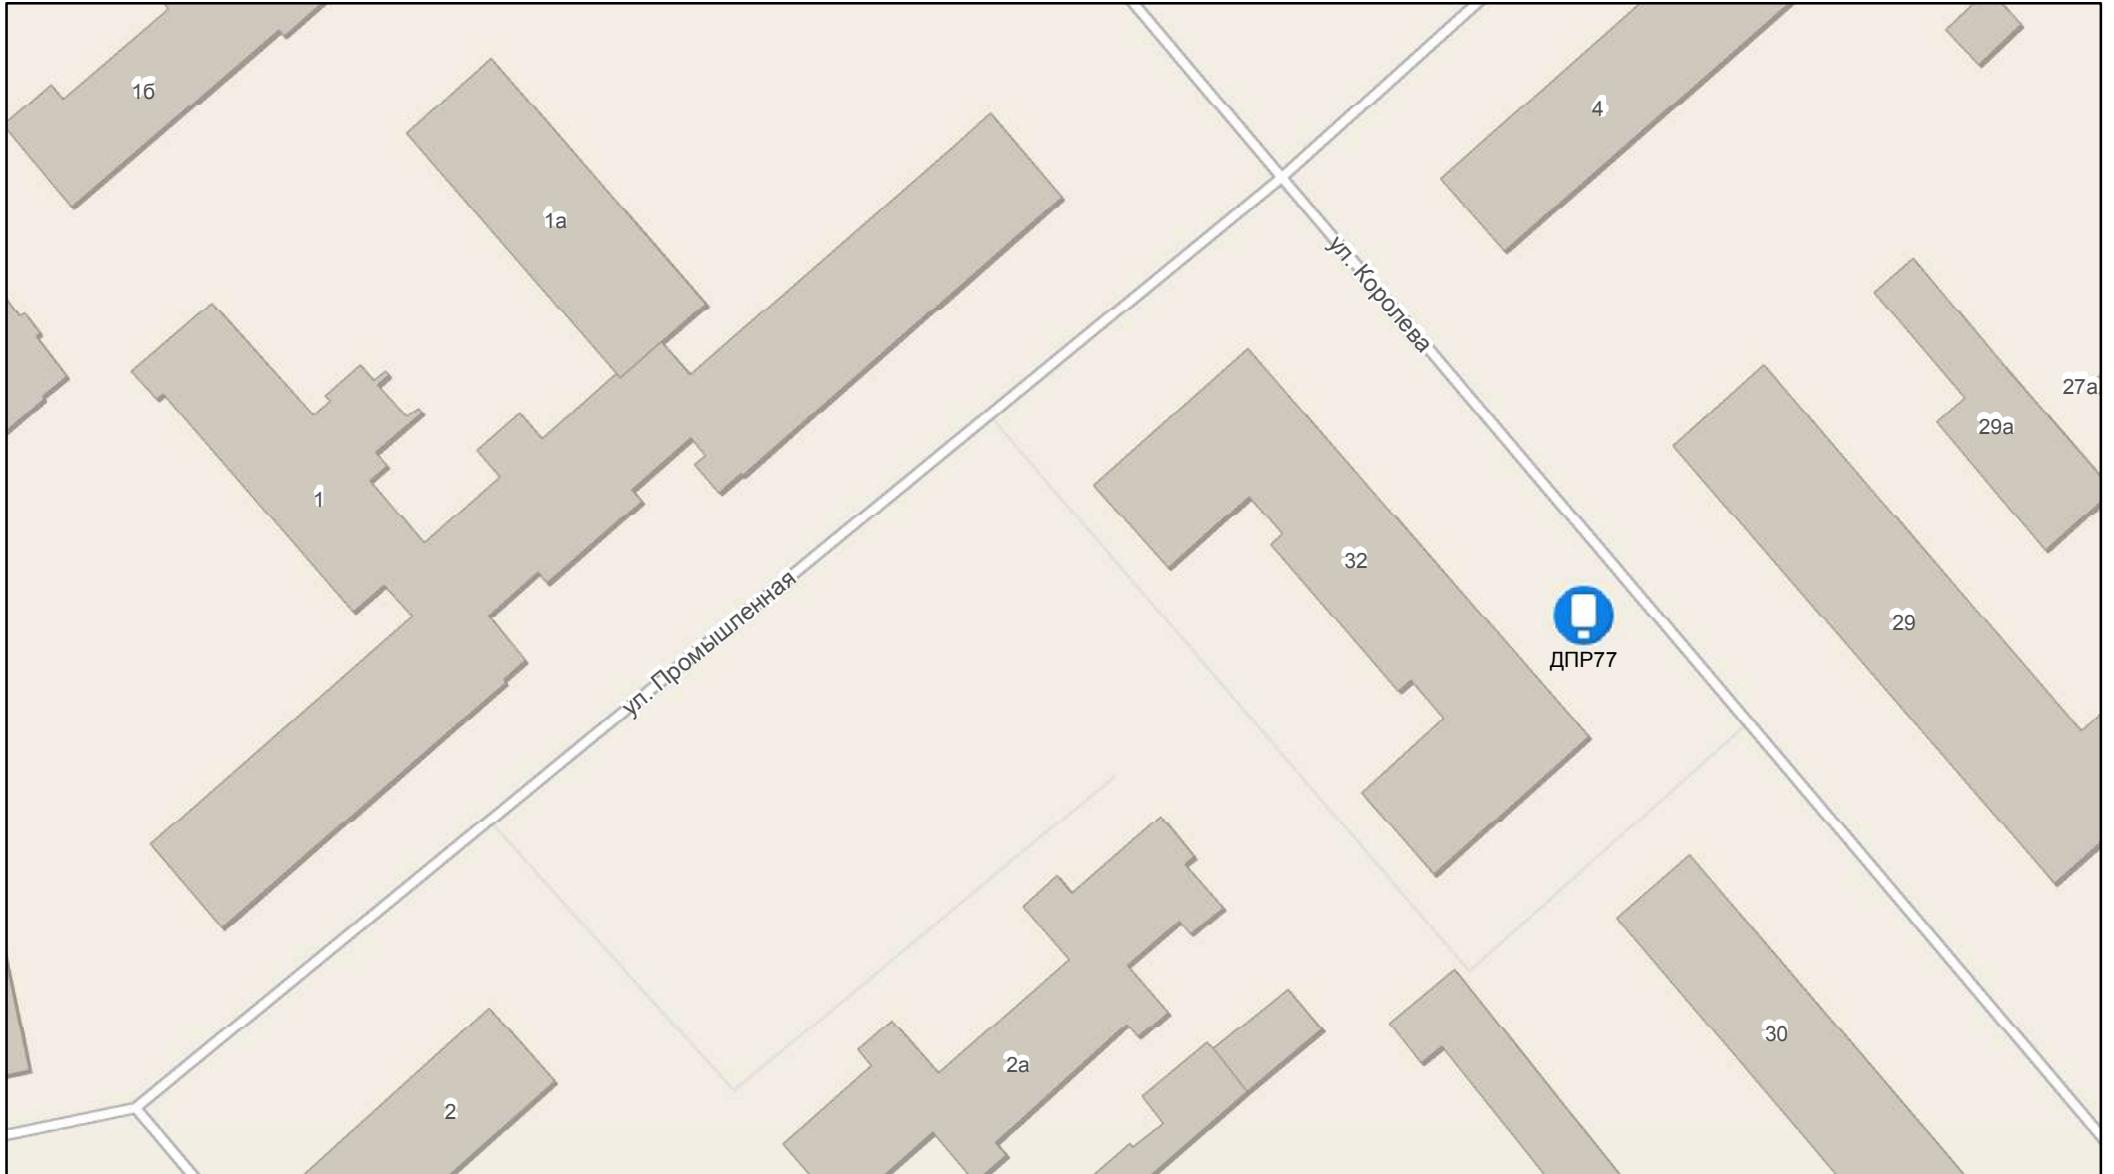 1б
4
1а
ул. Королева
27а
29а
1
32
ул. Промышленная
29
ДПР77
30
2а
2